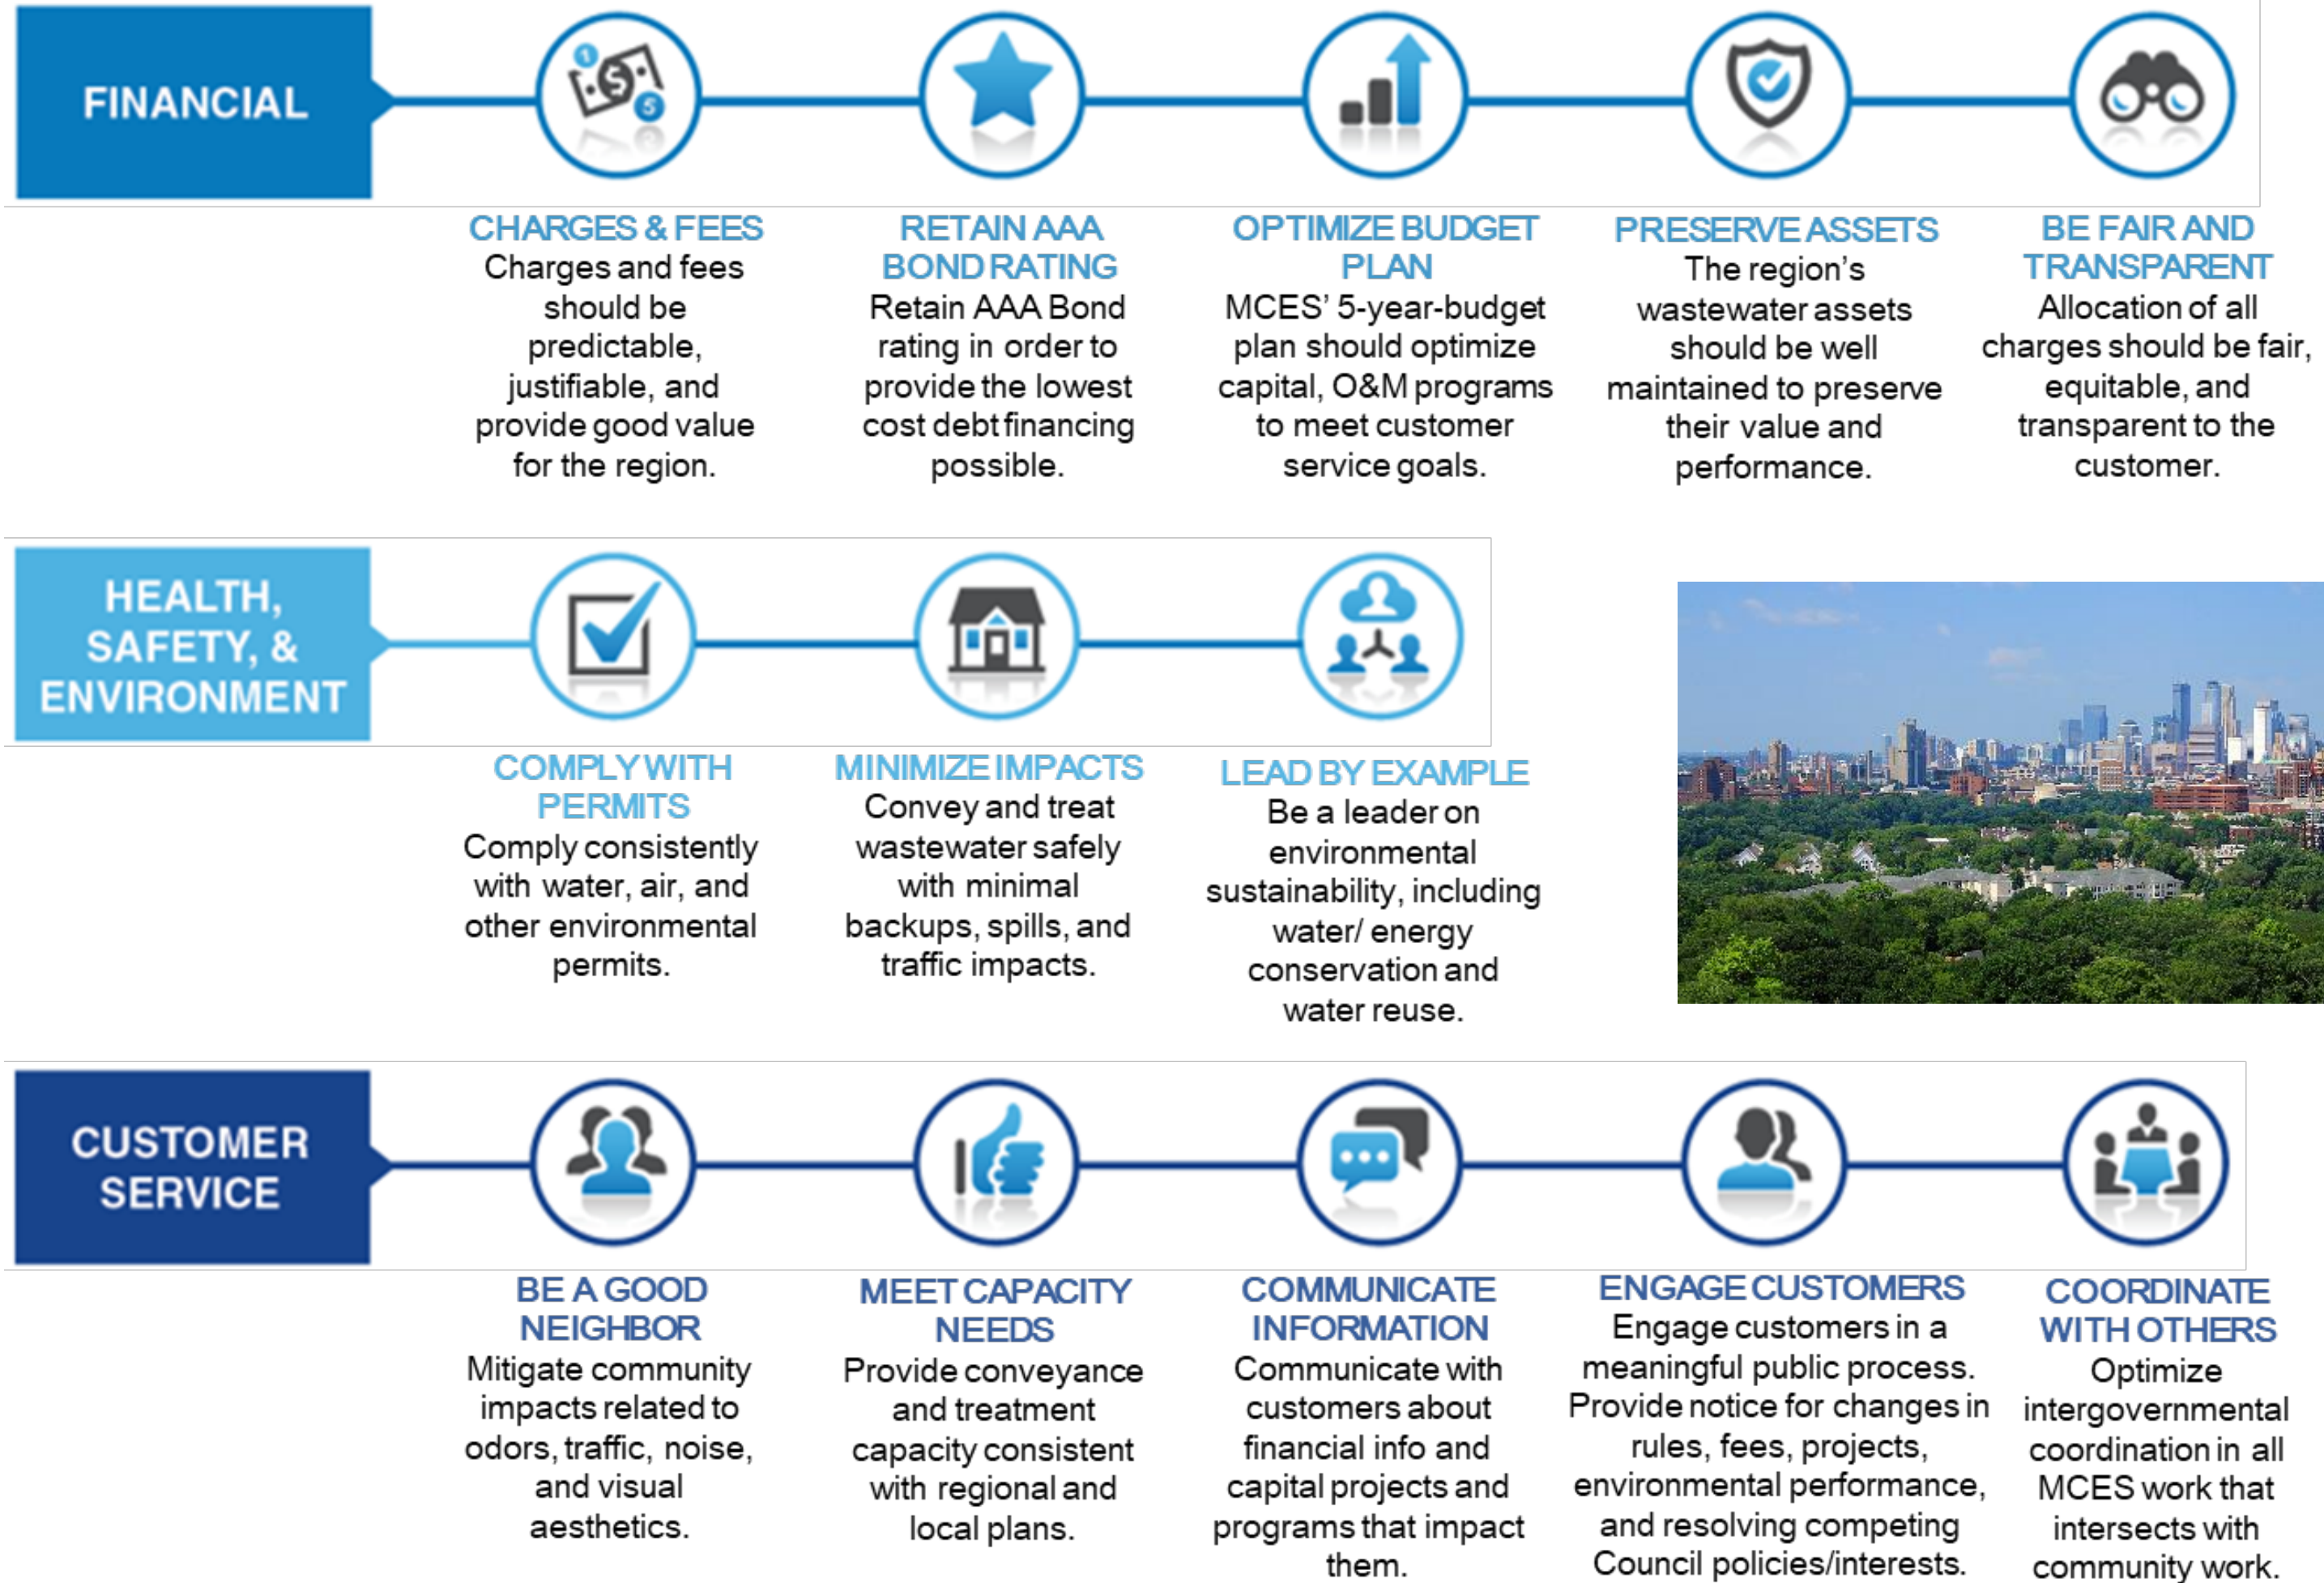 FINANCIAL
CHARGES & FEES
Charges and fees
should be
predictable,
justifiable, and
provide good value
for the region.
RETAIN AAA
BOND RATING
Retain AAA Bond
rating in order to
provide the lowest
cost debt financing
possible.
OPTIMIZE BUDGET
PLAN
MCES' 5-year-budget
plan should optimize
capital, O&M programs
to meet customer
service goals.
PRESERVE ASSETS
The region's
wastewater assets
should be well
maintained to preserve
their value and
performance.
BE FAIR AND
TRANSPARENT
Allocation of all
charges should be fair,
equitable, and
transparent to the
customer.
HEALTH,
SAFETY, &
ENVIRONMENT
COMPLY WITH
PERMITS
Comply consistently
with water, air, and
other environmental
permits.
MINIMIZE IMPACTS
Convey and treat
wastewater safely
with minimal
backups, spills, and
traffic impacts.
LEAD BY EXAMPLE
Be a leader on
environmental
sustainability, including
water/ energy
conservation and
water reuse.
CUSTOMER
SERVICE
BE A GOOD
NEIGHBOR
Mitigate community
impacts related to
odors, traffic, noise,
and visual
aesthetics.
MEET CAPACITY
NEEDS
Provide conveyance
and treatment
capacity consistent
with regional and
local plans.
COMMUNICATE
INFORMATION
Communicate with
customers about
financial info and
capital projects and
programs that impact
them.
ENGAGE CUSTOMERS
Engage customers in a
meaningful public process.
Provide notice for changes in
rules, fees, projects,
environmental performance,
and resolving competing
Council policies/interests.
COORDINATE
WITH OTHERS
Optimize
intergovernmental
coordination in all
MCES work that
intersects with
community work.